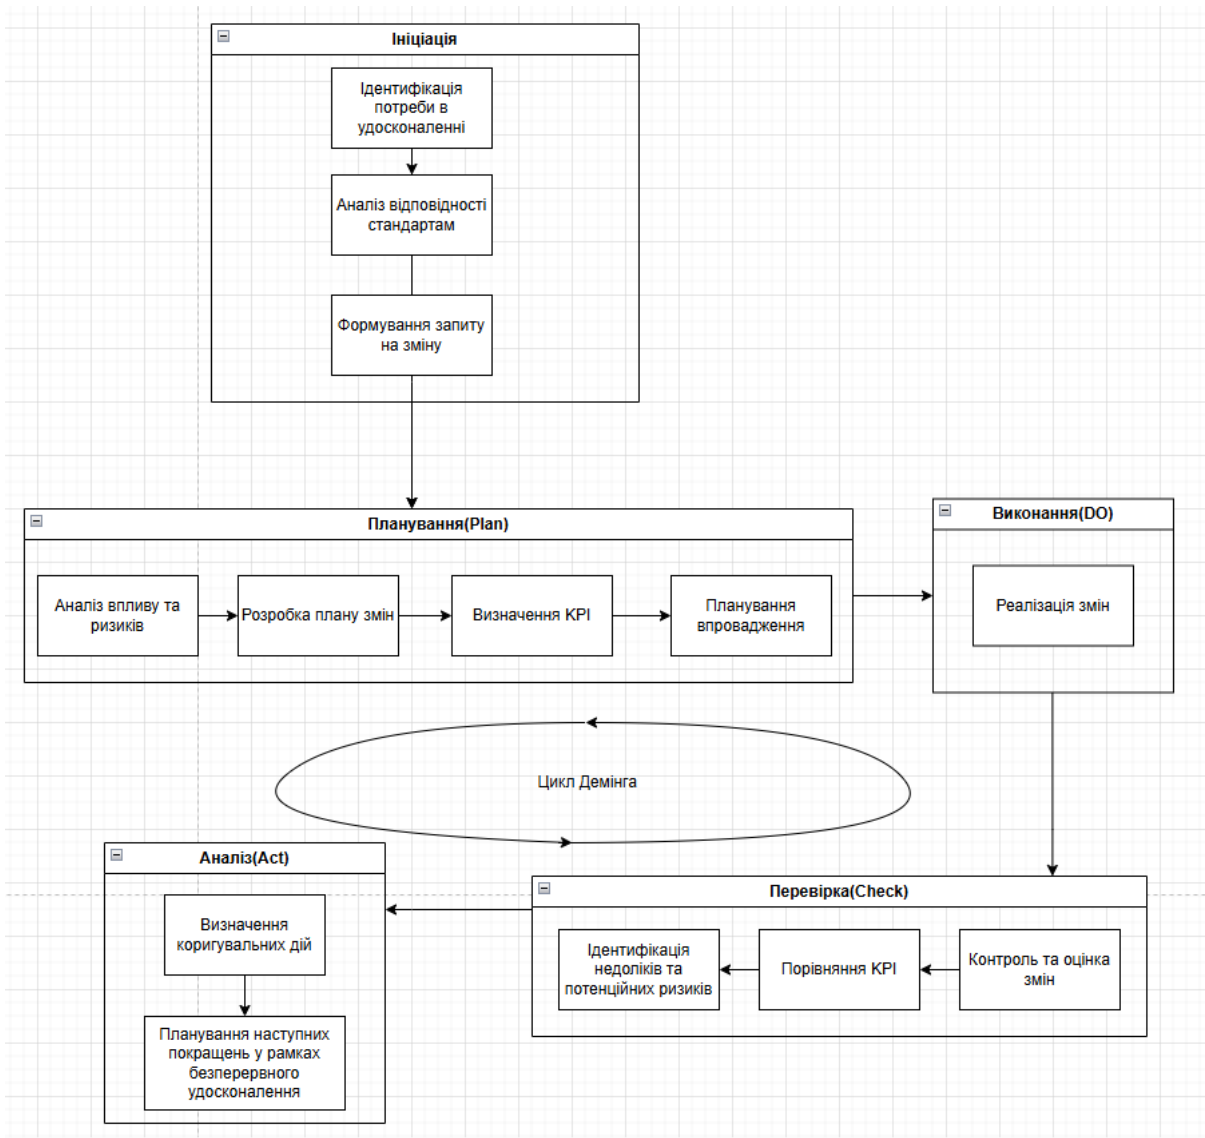 Ініціація
Ідентифікація
потреби в
удосконаленні
Аналіз відповідності
стандартам
Формування запиту
на зміну
Планування(Plan)
Аналіз впливу та
ризиків
Розробка плану змін
Визначення KPI
Планування
впровадження
Виконання(DO)
Реалізація змін
Цикл Демінга
Аналіз(Act)
Визначення
коригувальних дій
Планування наступних
покращень у рамках
безперервного
удосконалення
Перевірка(Check)
Ідентифікація
недоліків та
потенційних ризиків
Порівняння KPI
Контроль та оцінка
змін